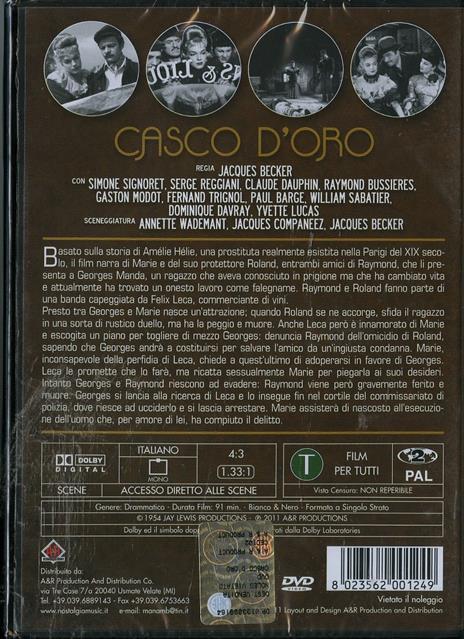 CASCO D'ORO
REGIA JACQUES BECKER
CON SIMONE SIGNORET, SERGE REGGIANI, CLAUDE DAUPHIN, RAYMOND BUSSIERES,
GASTON MODOT, FERNAND TRIGNOL, PAUL BARGE, WILLIAM SABATIER,
DOMINIQUE DAVRAY, YVETTE LUCAS
SCENEGGIATURA ANNETTE WADEMANT, JACQUES COMPANEEZ, JACQUES BECKER
Basato sulla storia di Amélie Hélie, una prostituta realmente esistita nella Parigi del XIX seco-
lo, il film narra di Marie e del suo protettore Roland, entrambi amici di Raymond, che li pre-
senta a Georges Manda, un ragazzo che aveva conosciuto in prigione ma che ha cambiato vita
e attualmente ha trovato un onesto lavoro come falegname. Raymond e Roland fanno parte di
una banda capeggiata da Felix Leca, commerciante di vini.
Presto tra Georges e Marie nasce un'attrazione; quando Roland se ne accorge, sfida il ragazzo
in una sorta di rustico duello, ma ha la peggio e muore. Anche Leca però è innamorato di Marie
e escogita un piano per togliere di mezzo Georges: denuncia Raymond dell'omicidio di Roland,
sapendo che Georges andrà a costituirsi per salvare l'amico da un'ingiusta condanna. Marie,
inconsapevole della perfidia di Leca, chiede a quest'ultimo di adoperarsi in favore di Georges.
Leca le promette che lo farà, ma ricatta sessualmente Marie per piegarla ai suoi desideri.
Intanto Georges e Raymond riescono ad evadere: Raymond viene però gravemente ferito e
muore. Georges si lancia alla ricerca di Leca e lo insegue fin nel cortile del commissariato di
polizia, dove riesce ad ucciderlo e si lascia arrestare. Marie assisterà di nascosto all'esecuzio-
ne dell'uomo che, per amore di lei, ha compiuto il delitto.
DOLBY
DIGITAL
ITALIANO
MONO
4:3
1.33:1
SCENE
ACCESSO DIRETTO ALLE SCENE
T
FILM
PER TUTTI
2
PAL
Visto Censura: NON REPERIBILE
Genere: Drammatico - Durata Film: 91 min. - Bianco & Nero - Formato a Singolo Strato
© 1954 JAY LEWIS PRODUCTIONS - ℗ 2011 A&R PRODUCTIONS
Dolby ed il simbolo dopp
ati dalla Dolby Laboratories
Distribuito da:
A&R Production And Distribution Co.
via Tre Case 7/a 20040 Usmate Velate (MI)
Tel. +39.039.6889143 - Fax +39.039.6753663
www.nostalgiamusic.it - e-mail: manamb@tin.it
DVD
8 023562 001249
11 Layout and Design A&R Production and Distribution
Vietato il noleggio